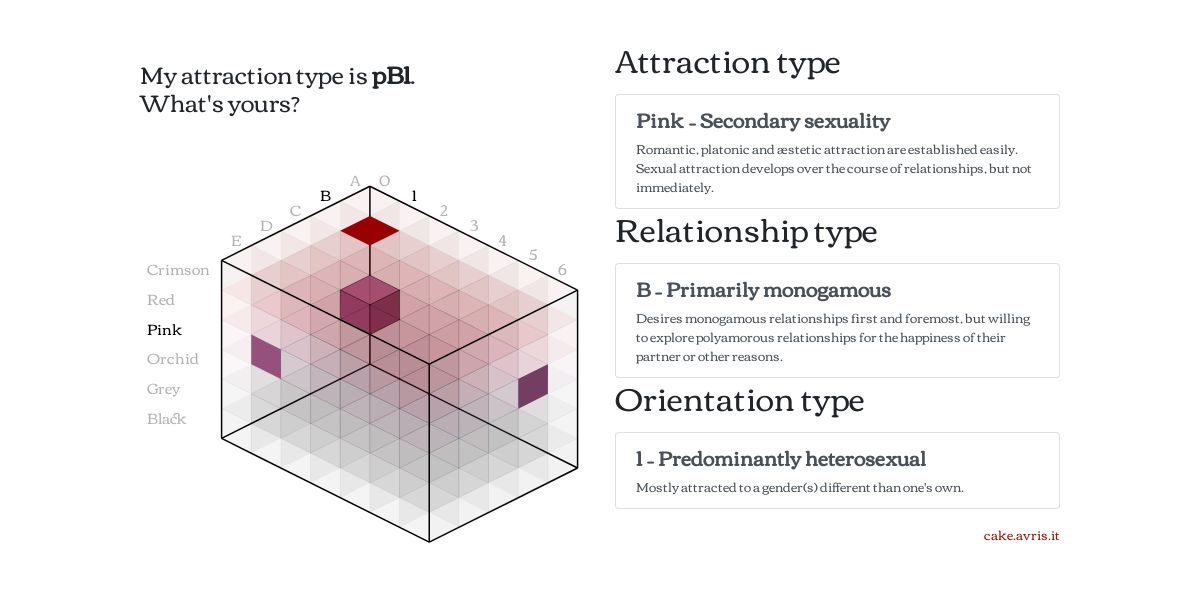 My attraction type is pB1.
What's yours?
A O
B 1
C 2
D 3
E 4
5
6
Crimson
Red
Pink
Orchid
Grey
Black
Attraction type
Pink – Secondary sexuality
Romantic, platonic and æstetic attraction are established easily.
Sexual attraction develops over the course of relationships, but not
immediately.
Relationship type
B – Primarily monogamous
Desires monogamous relationships first and foremost, but willing
to explore polyamorous relationships for the happiness of their
partner or other reasons.
Orientation type
1 – Predominantly heterosexual
Mostly attracted to a gender(s) different than one's own.
cake.avris.it